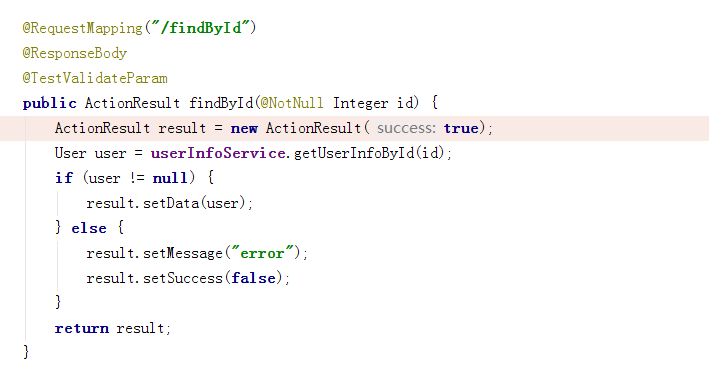 @RequestMapping("/findById")
@ResponseBody
@TestValidateParam
public ActionResult findById(@NotNull Integer id) {
    ActionResult result = new ActionResult( success: true);
    User user = userInfoService.getUserInfoById(id);
    if (user != null) {
        result.setData(user);
    } else {
        result.setMessage("error");
        result.setSuccess(false);
    }
    return result;
}